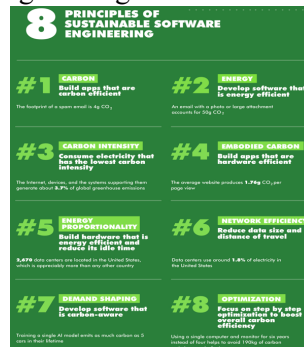 8 PRINCIPLES OF
SUSTAINABLE SOFTWARE
ENGINEERING
#1 CARBON
Build apps that are
carbon efficient
The footprint of a spam email is 4g CO2
#2 ENERGY
Develop software that
is energy efficient
An email with a photo or large attachment
accounts for 50g CO2
#3 CARBON INTENSITY
Consume electricity that
has the lowest carbon
intensity
The Internet, devices, and the systems supporting them
generate about 3.7% of global greenhouse emissions
#4 EMBODIED CARBON
Build apps that are
hardware efficient
The average website produces 1.76g CO2 per
page view
#5 ENERGY
PROPORTIONALITY
Build hardware that is
energy efficient and
reduce its idle time
2,670 data centers are located in the United States,
which is appreciably more than any other country
#6 NETWORK EFFICIENCY
Reduce data size and
distance of travel
Data centers use around 1.8% of elictricity in
the United States
#7 DEMAND SHAPING
Develop software that
is carbon-aware
Training a single AI model emits as much carbon as 5
cars in their lifetime
#8 OPTIMIZATION
Focus on step by step
optimization to boost
overall carbon
efficiency
Using a single computer and monitor for six years
instead of four helps to avoid 190kg of carbon